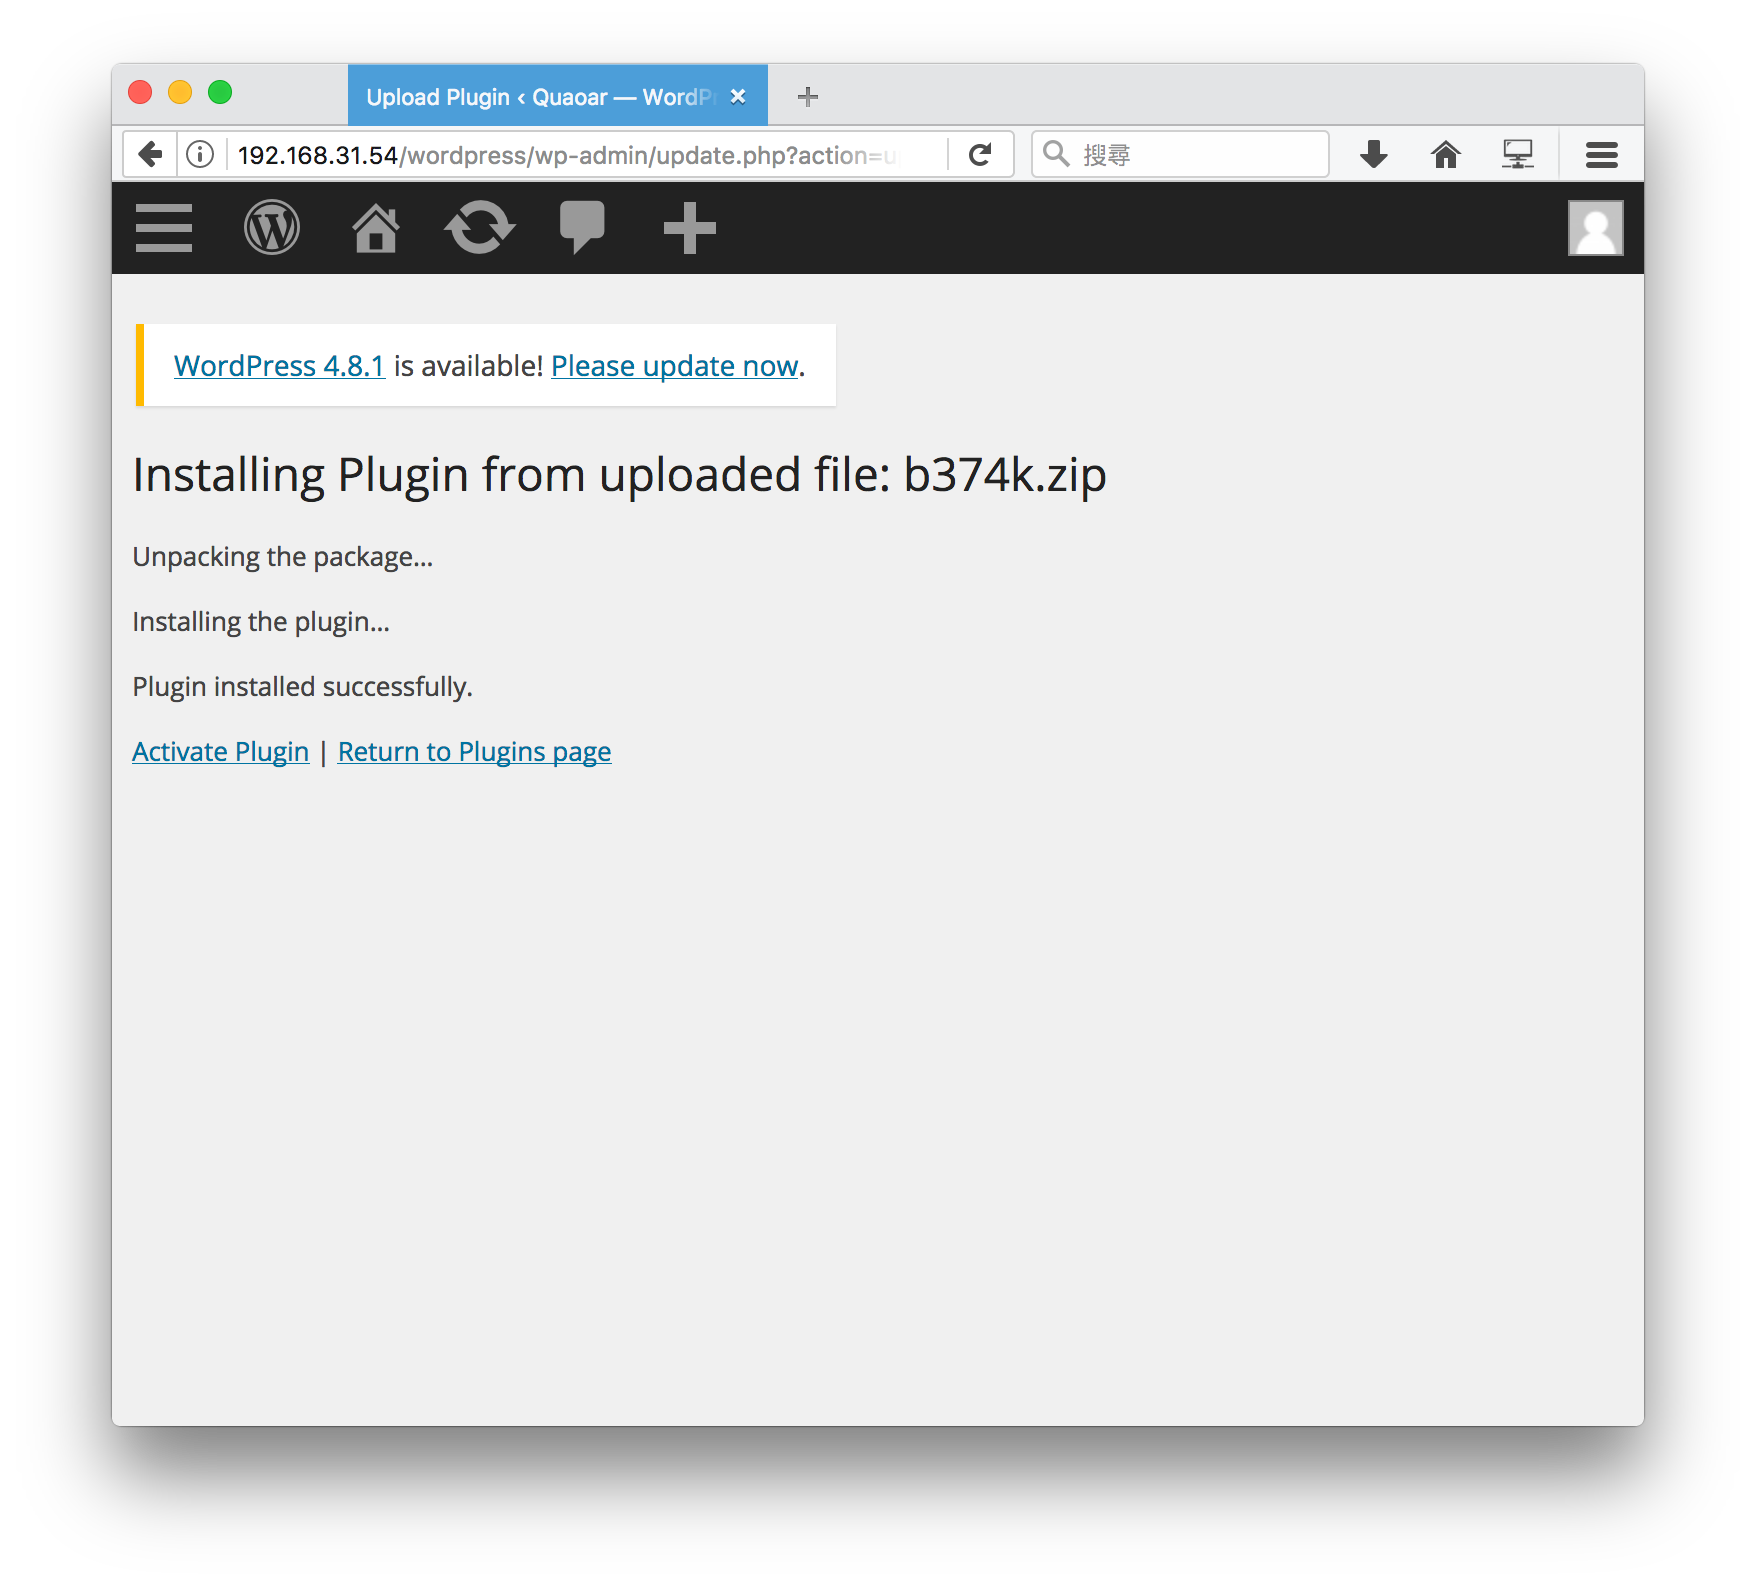 Upload Plugin ‹ Quaoar — WordP
192.168.31.54/wordpress/wp-admin/update.php?action=u
搜尋
WordPress 4.8.1 is available! Please update now.
Installing Plugin from uploaded file: b374k.zip
Unpacking the package...
Installing the plugin...
Plugin installed successfully.
Activate Plugin | Return to Plugins page